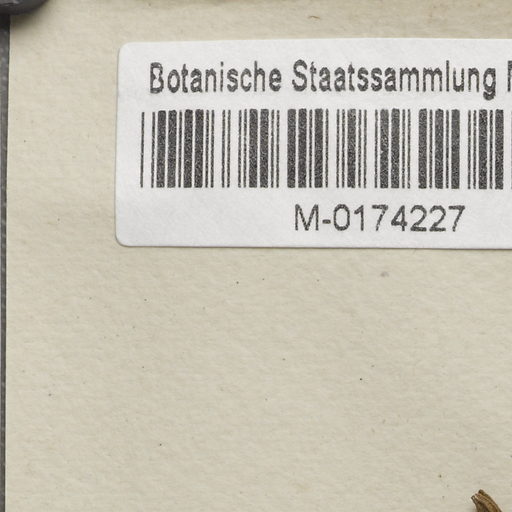 Botanische Staatssammlung
M-0174227